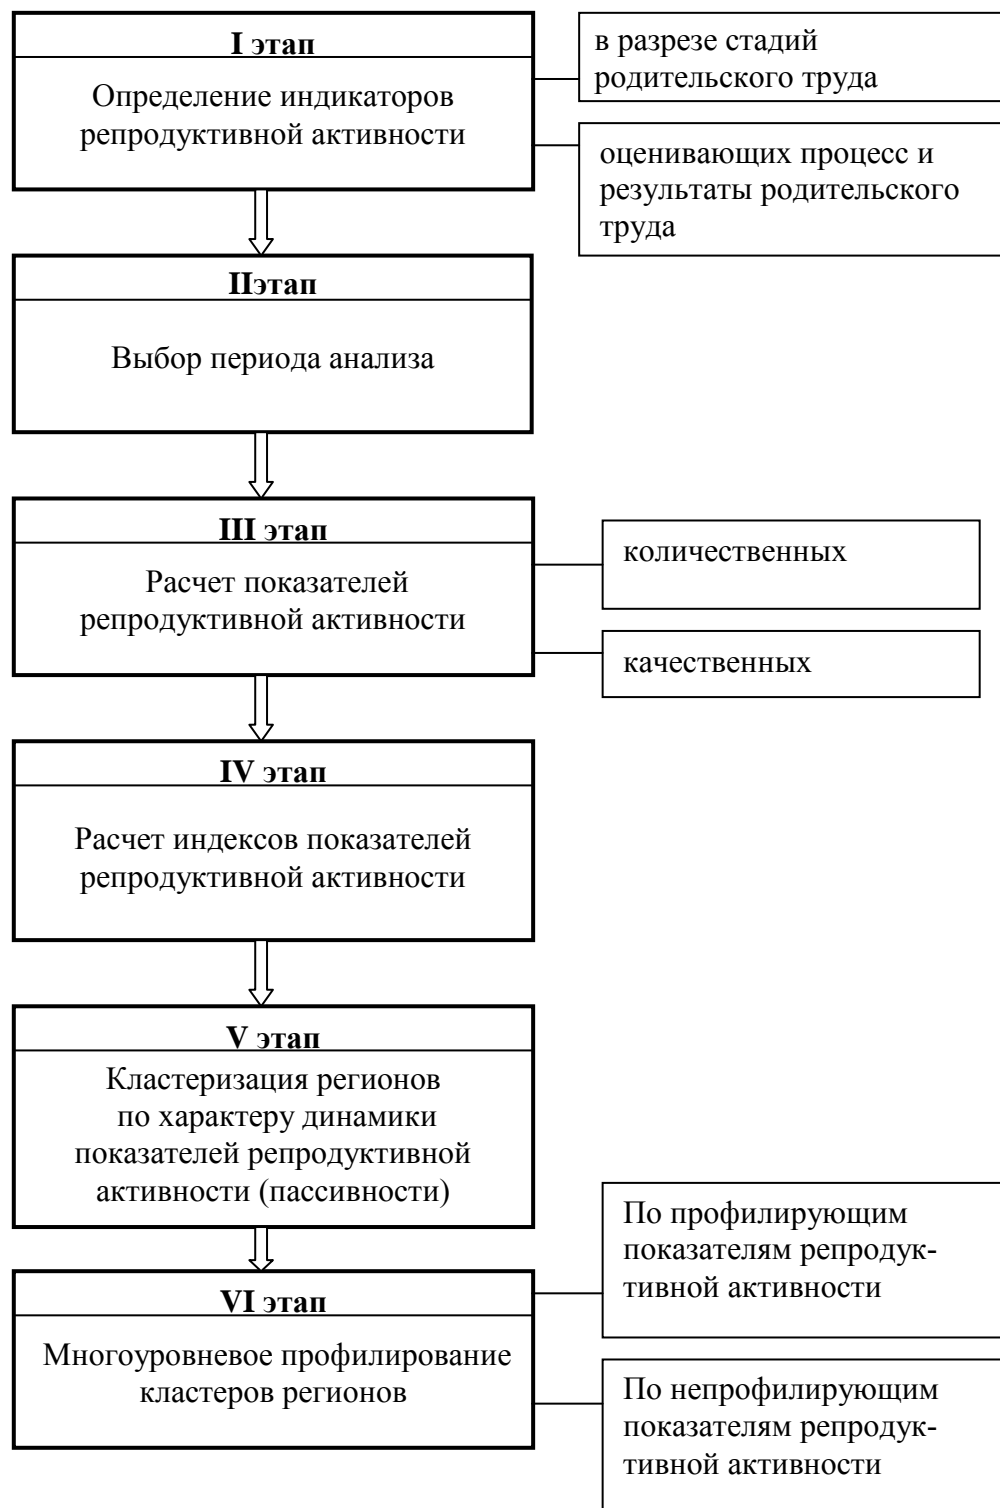 I этап
Определение индикаторов
репродуктивной активности
в разрезе стадий
родительского труда
оценивающих процесс и
результаты родительского
труда
IIэтап
Выбор периода анализа
III этап
Расчет показателей
репродуктивной активности
количественных
качественных
IV этап
Расчет индексов показателей
репродуктивной активности
V этап
Кластеризация регионов
по характеру динамики
показателей репродуктивной
активности (пассивности)
VI этап
Многоуровневое профилирование
кластеров регионов
По профилирующим
показателям репродук-
тивной активности
По непрофилирующим
показателям репродук-
тивной активности